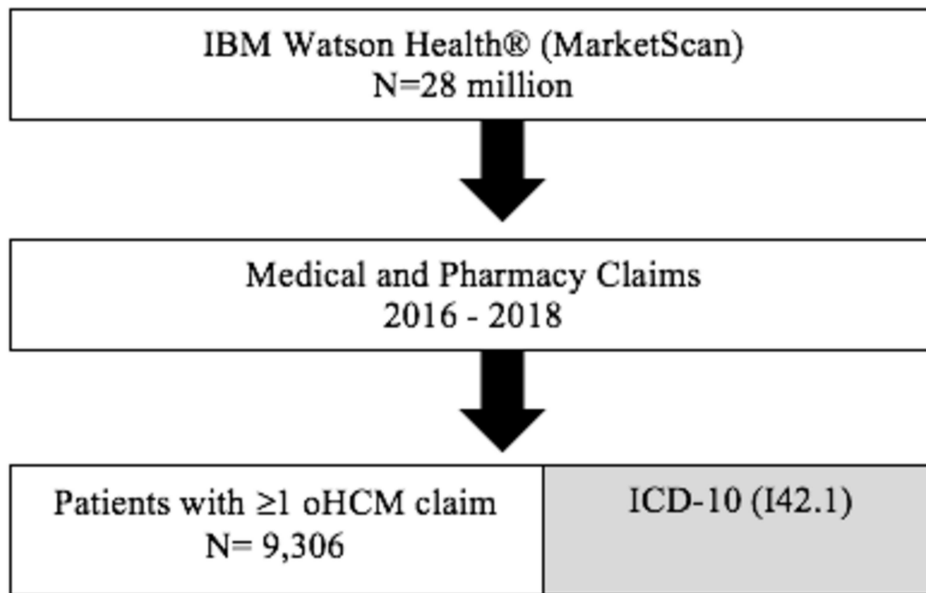 IBM Watson Health® (MarketScan)
N=28 million
Medical and Pharmacy Claims
2016 - 2018
Patients with ≥1 oHCM claim
N= 9,306
ICD-10 (I42.1)